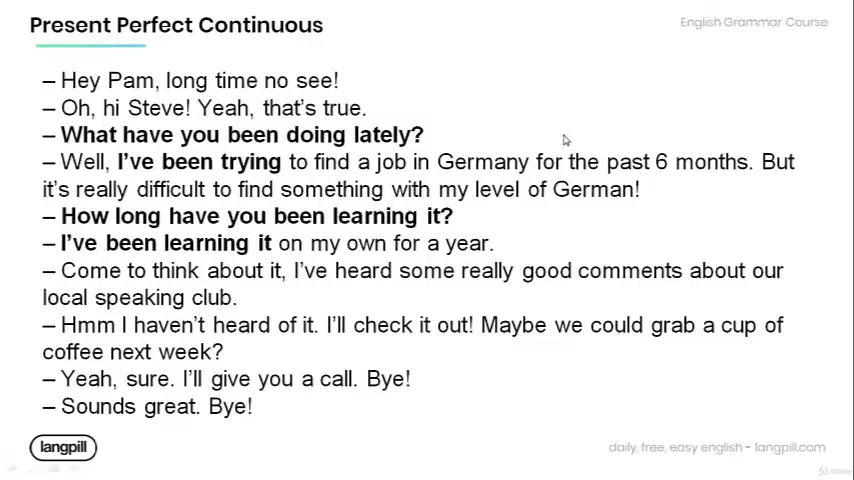 Present Perfect Continuous
English Grammar Course
– Hey Pam, long time no see!
– Oh, hi Steve! Yeah, that's true.
– What have you been doing lately?
– Well, I've been trying to find a job in Germany for the past 6 months. But
it's really difficult to find something with my level of German!
– How long have you been learning it?
– I've been learning it on my own for a year.
– Come to think about it, I've heard some really good comments about our
local speaking club.
– Hmm I haven't heard of it. I'll check it out! Maybe we could grab a cup of
coffee next week?
– Yeah, sure. I'll give you a call. Bye!
– Sounds great. Bye!
langpill
daily, free, easy english - langpill.com